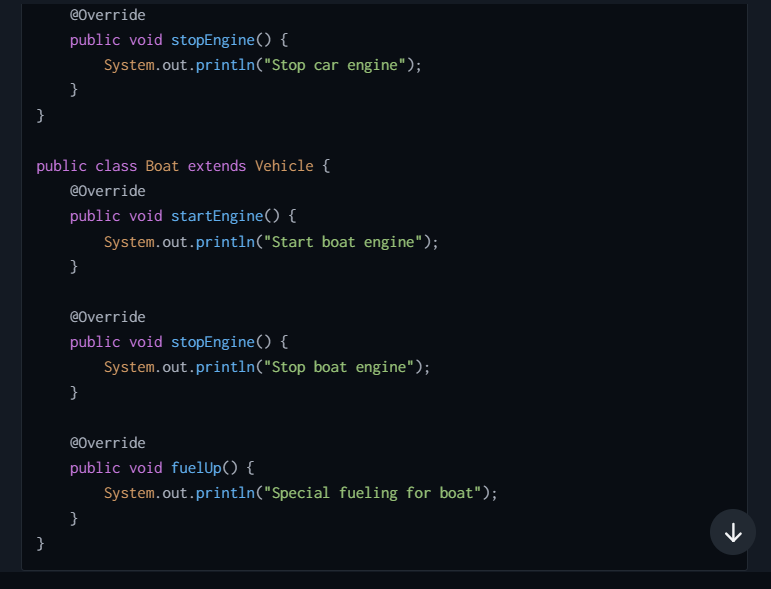 @Override
    public void stopEngine() {
        System.out.println("Stop car engine");
    }
}

public class Boat extends Vehicle {
    @Override
    public void startEngine() {
        System.out.println("Start boat engine");
    }

    @Override
    public void stopEngine() {
        System.out.println("Stop boat engine");
    }

    @Override
    public void fuelUp() {
        System.out.println("Special fueling for boat");
    }
}